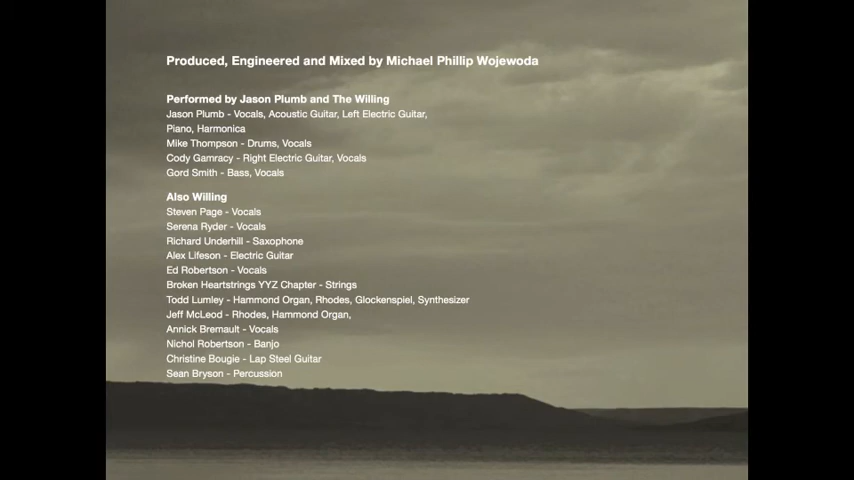 Produced, Engineered and Mixed by Michael Phillip Wojewoda
Performed by Jason Plumb and The Willing
Jason Plumb - Vocals, Acoustic Guitar, Left Electric Guitar,
Piano, Harmonica
Mike Thompson - Drums, Vocals
Cody Gamracy - Right Electric Guitar, Vocals
Gord Smith - Bass, Vocals
Also Willing
Steven Page - Vocals
Serena Ryder - Vocals
Richard Underhill - Saxophone
Alex Lifeson - Electric Guitar
Ed Robertson - Vocals
Broken Heartstrings YYZ Chapter - Strings
Todd Lumley - Hammond Organ, Rhodes, Glockenspiel, Synthesizer
Jeff McLeod - Rhodes, Hammond Organ,
Annick Bremault - Vocals
Nichol Robertson - Banjo
Christine Bougie - Lap Steel Guitar
Sean Bryson - Percussion